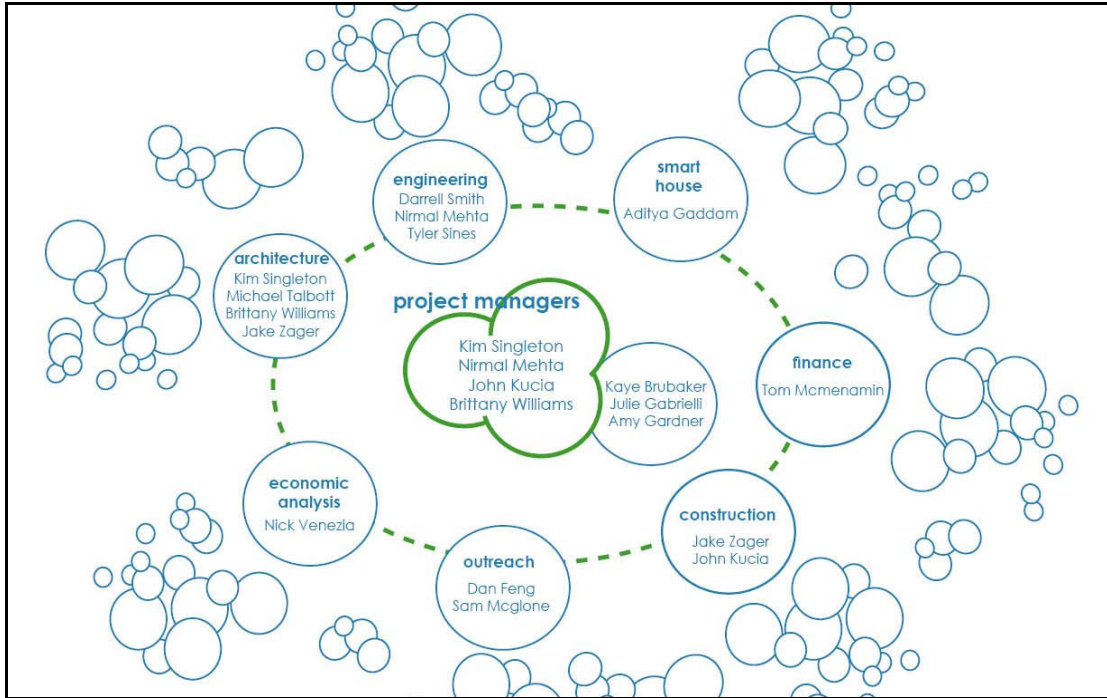 engineering
Darrell Smith
Nirmal Mehta
Tyler Sines
smart
house
Aditya Gaddam
architecture
Kim Singleton
Michael Talbott
Brittany Williams
Jake Zager
project managers
Kim Singleton
Nirmal Mehta
John Kucia
Brittany Williams
Kaye Brubaker
Julie Gabrielli
Amy Gardner
finance
Tom Mcmenamin
economic
analysis
Nick Venezia
construction
Jake Zager
John Kucia
outreach
Dan Feng
Sam Mcglone